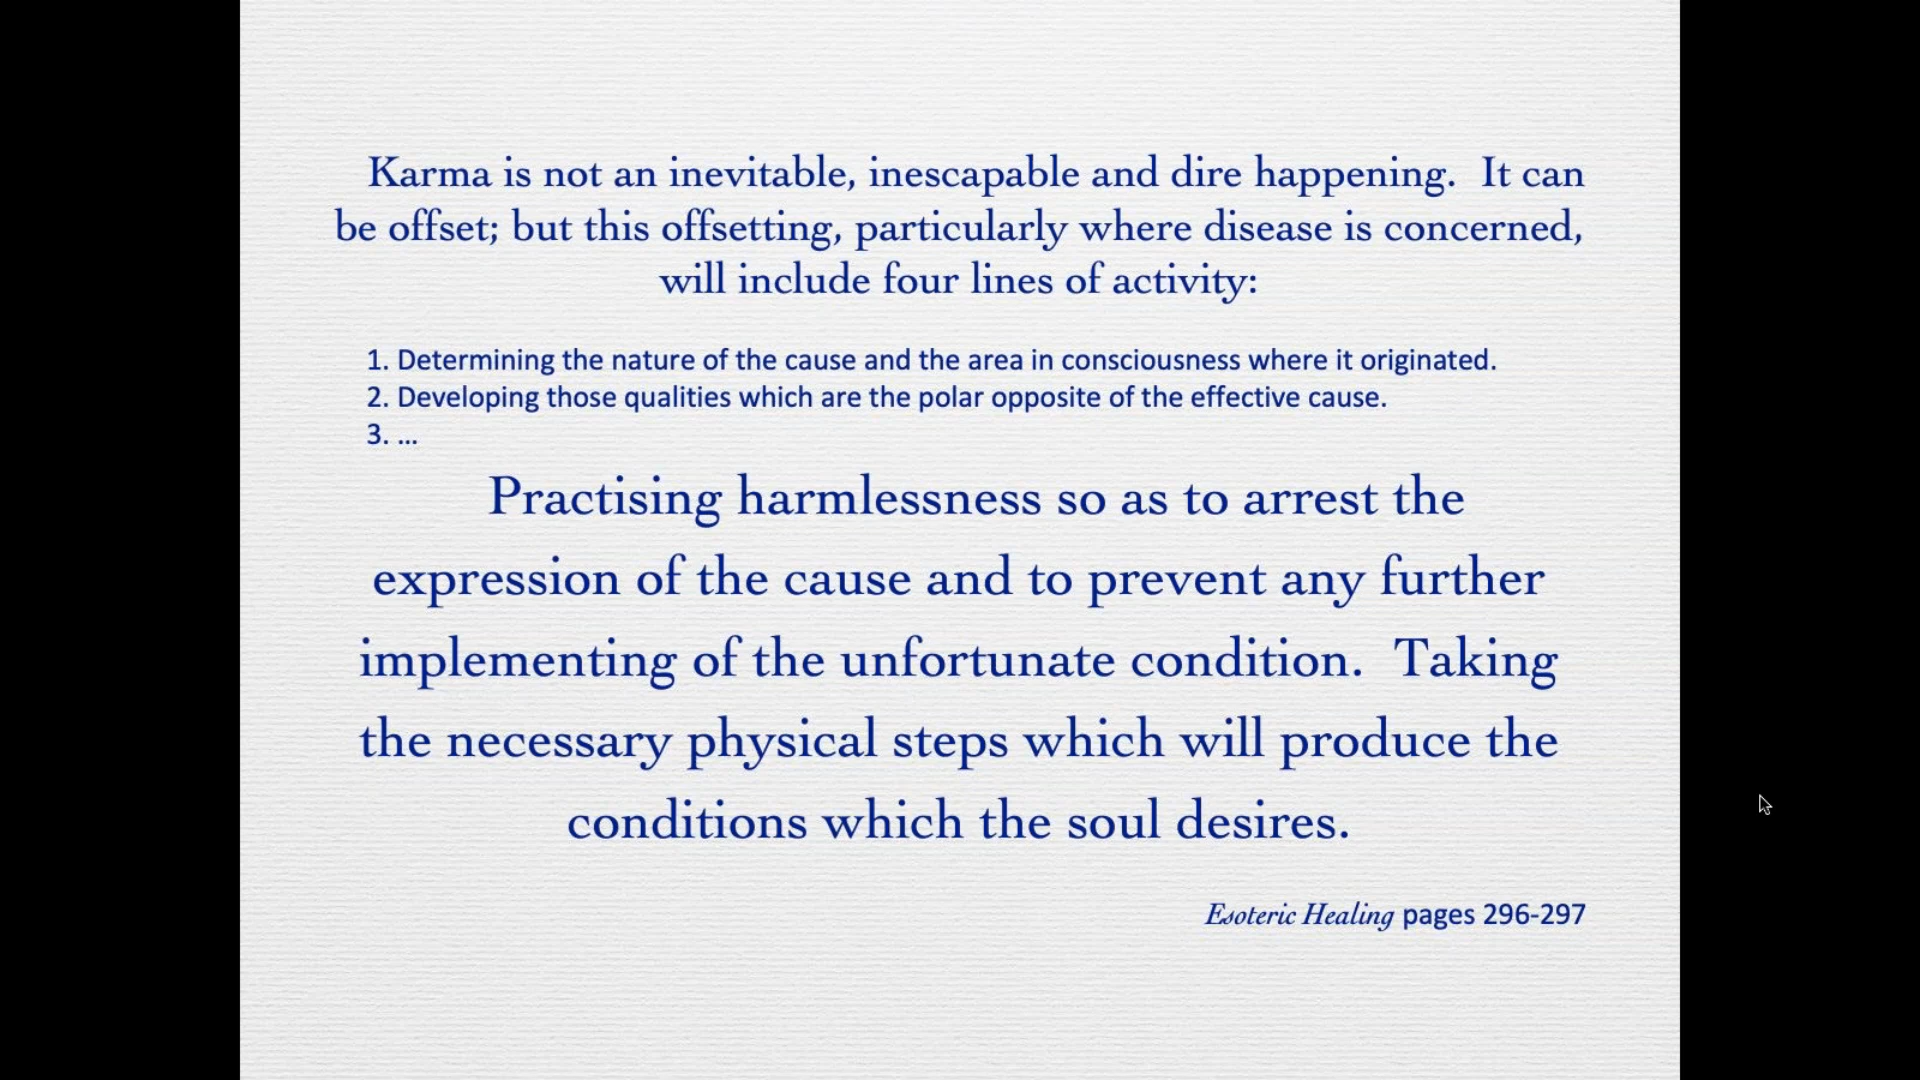 Karma is not an inevitable, inescapable and dire happening. It can
be offset; but this offsetting, particularly where disease is concerned,
will include four lines of activity:
1. Determining the nature of the cause and the area in consciousness where it originated.
2. Developing those qualities which are the polar opposite of the effective cause.
3. ...
Practising harmlessness so as to arrest the
expression of the cause and to prevent any further
implementing of the unfortunate condition. Taking
the necessary physical steps which will produce the
conditions which the soul desires.
Esoteric Healing pages 296-297